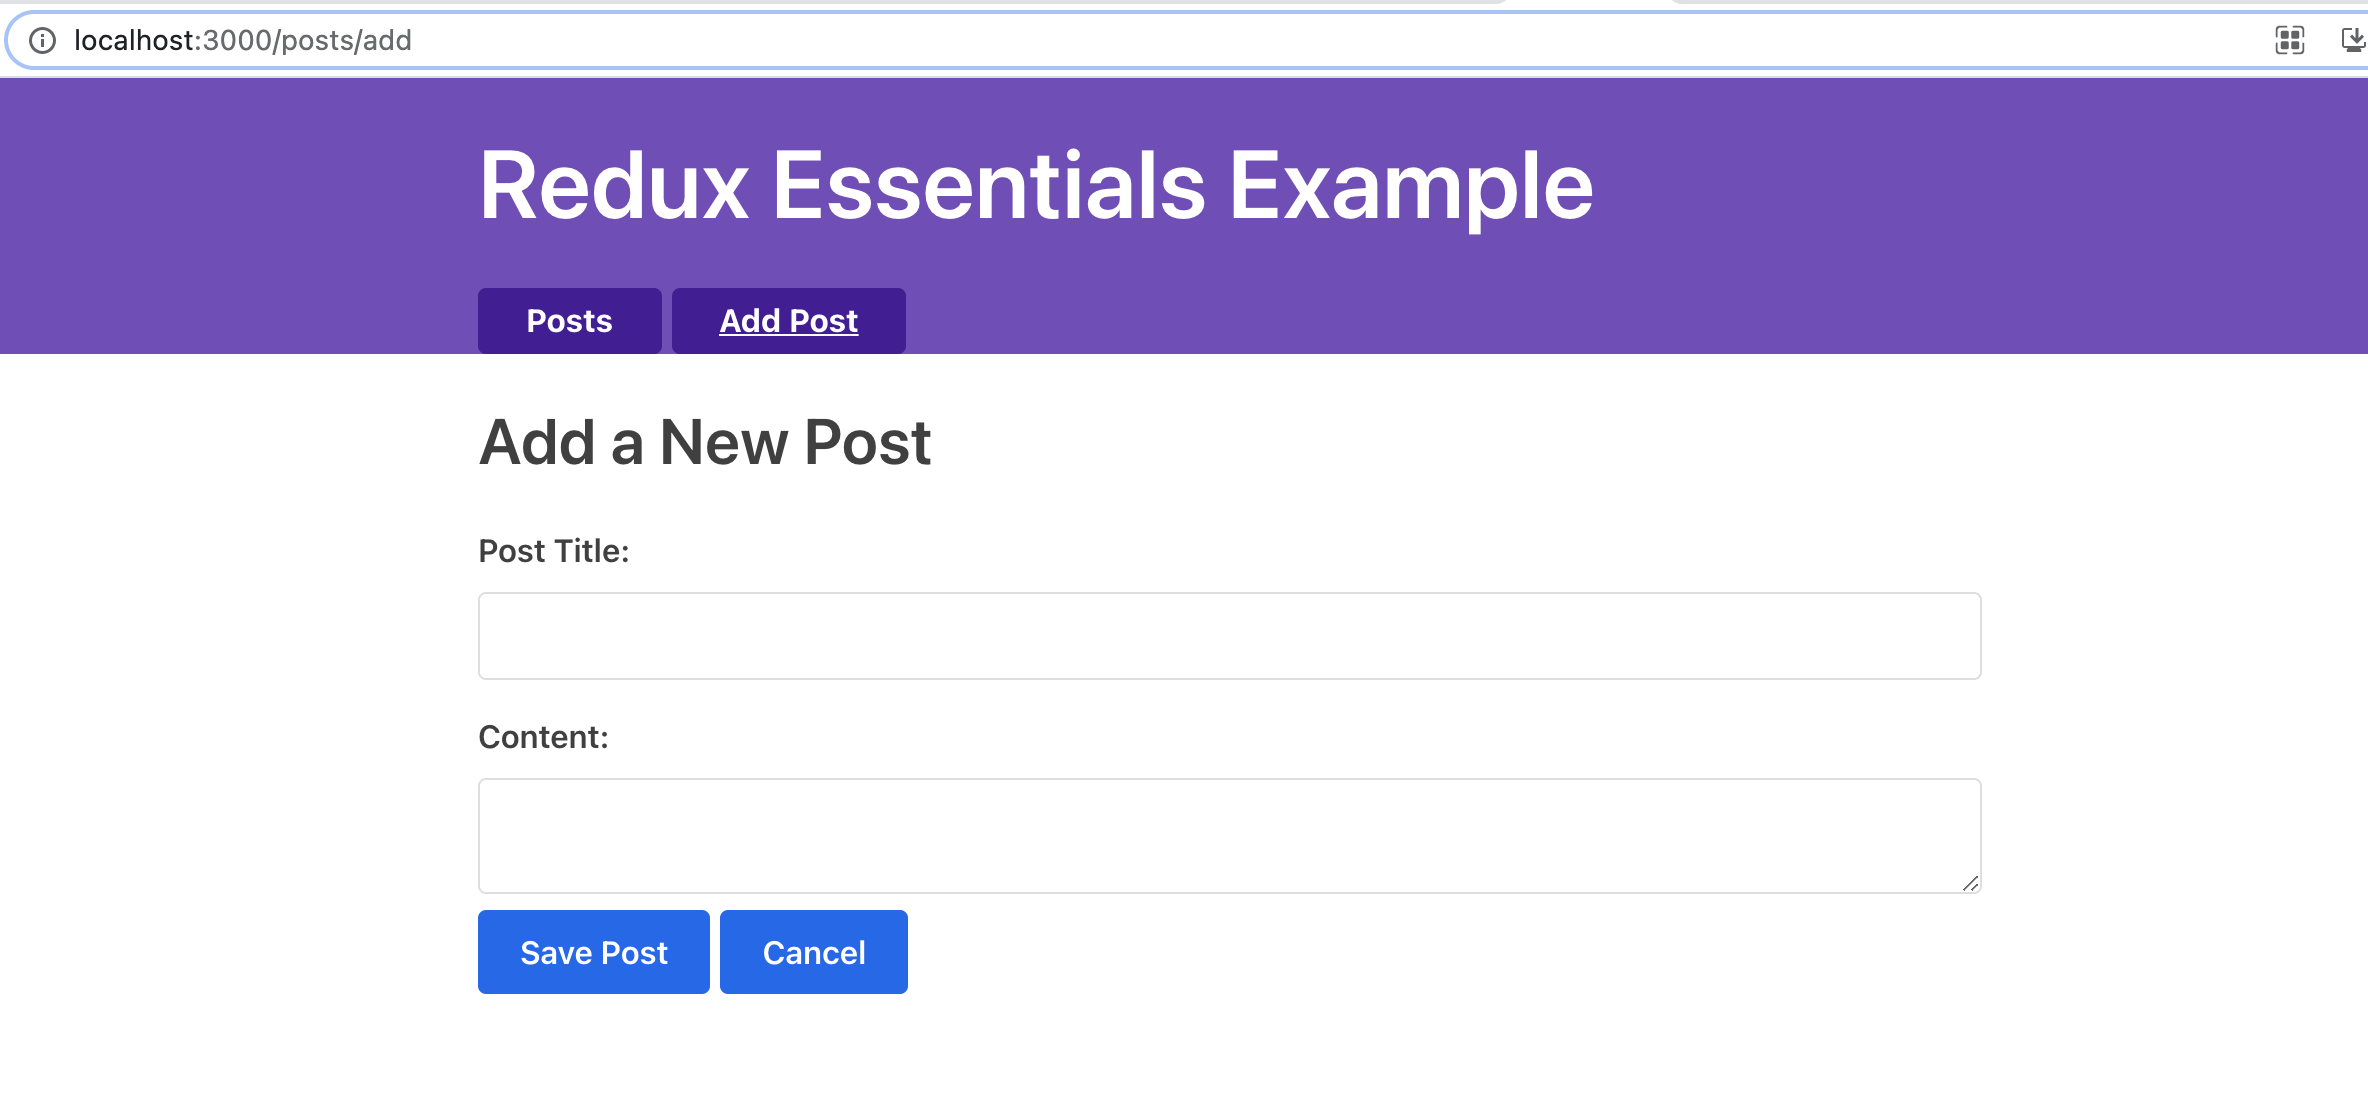 localhost:3000/posts/add
Redux Essentials Example
Posts Add Post
Add a New Post
Post Title:
Content:
Save Post Cancel